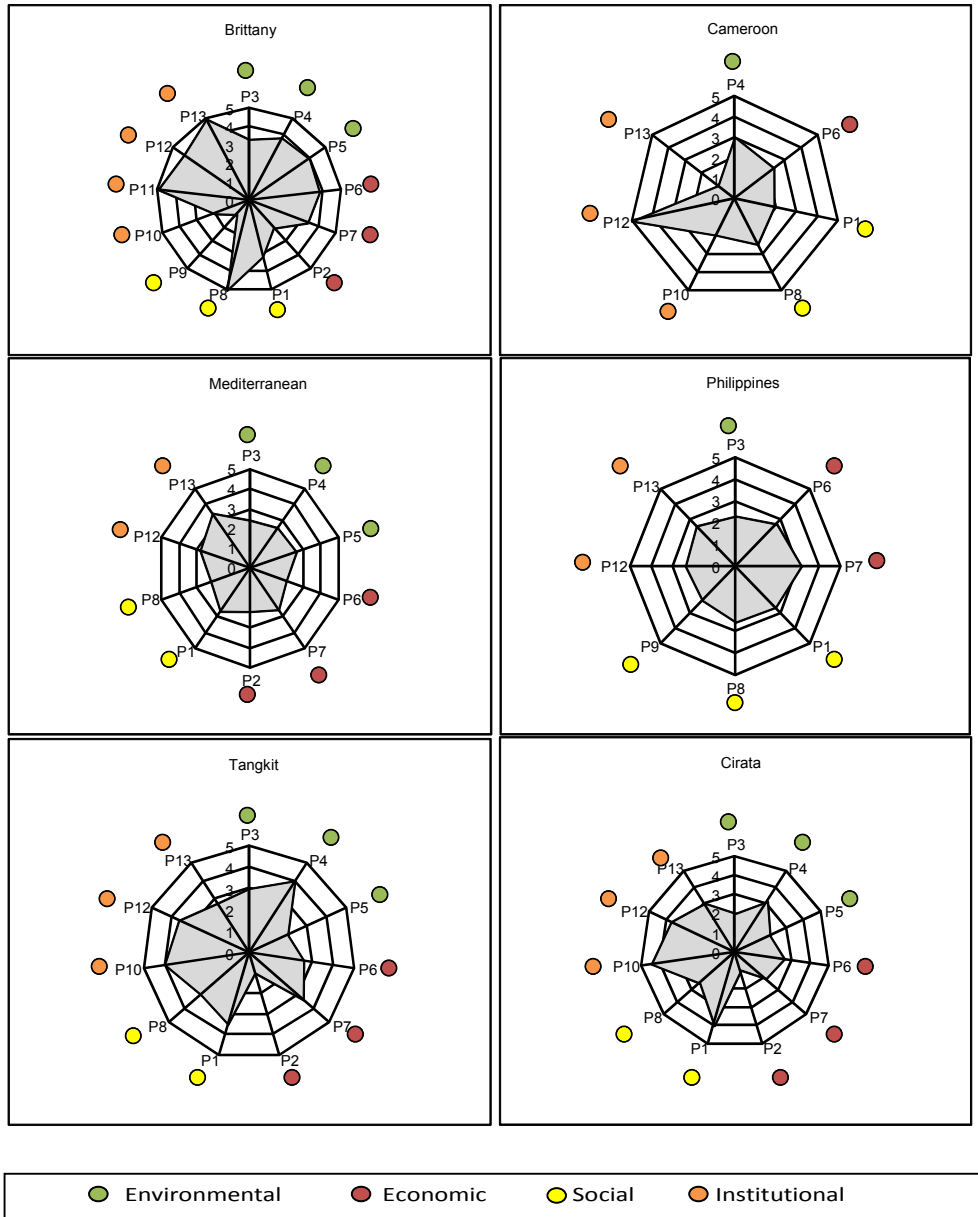 Brittany
P3
P4
P5
P6
P7
P2
P1
P8
P9
P10
P11
P12
P13
5
4
3
2
1
0
Cameroon
P4
P6
P1
P8
P10
P12
P13
5
4
3
2
1
0
Mediterranean
P3
P4
P5
P6
P7
P2
P1
P8
P12
P13
5
4
3
2
1
0
Philippines
P3
P6
P7
P1
P8
P9
P12
P13
5
4
3
2
1
0
Tangkit
P3
P4
P5
P6
P7
P2
P1
P8
P10
P12
P13
5
4
3
2
1
0
Cirata
P3
P4
P5
P6
P7
P2
P1
P8
P10
P12
P13
5
4
3
2
1
0
Environmental Economic Social Institutional